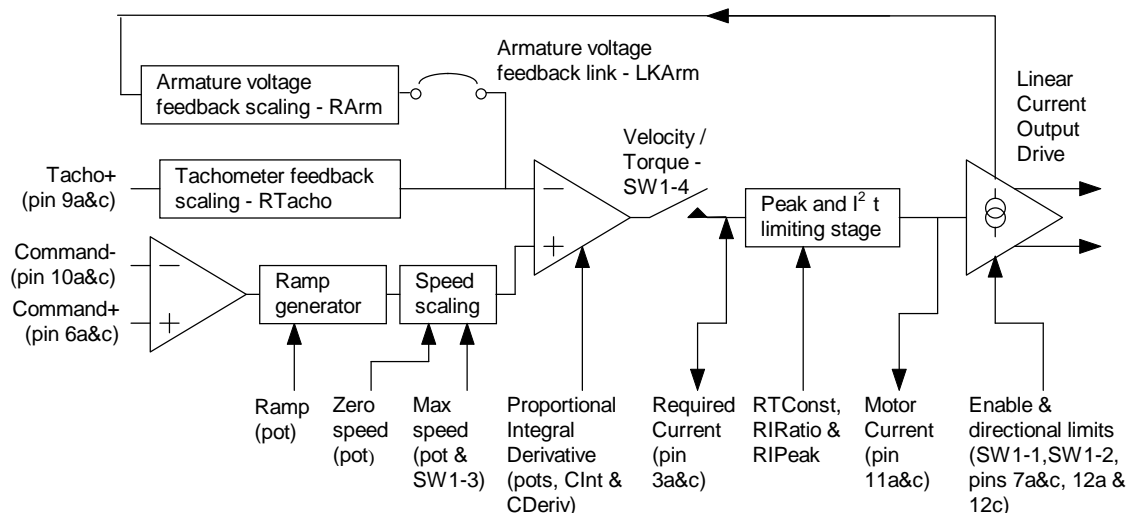 Armature voltage
feedback scaling - RArm
Armature voltage
feedback link - LKArm
Linear
Current
Output
Drive
Velocity /
Torque -
SW1-4
Tacho+
(pin 9a&c)
Tachometer feedback
scaling - RTacho
Peak and I² t
limiting stage
Command-
(pin 10a&c)
Command+
(pin 6a&c)
Ramp
generator
Speed
scaling
Ramp
(pot)
Zero
speed
(pot)
Max
speed
(pot &
SW1-3)
Proportional
Integral
Derivative
(pots, CInt &
CDeriv)
Required
Current
(pin
3a&c)
RTConst,
RIRatio &
RIPeak
Motor
Current
(pin
11a&c)
Enable &
directional limits
(SW1-1,SW1-2,
pins 7a&c, 12a &
12c)